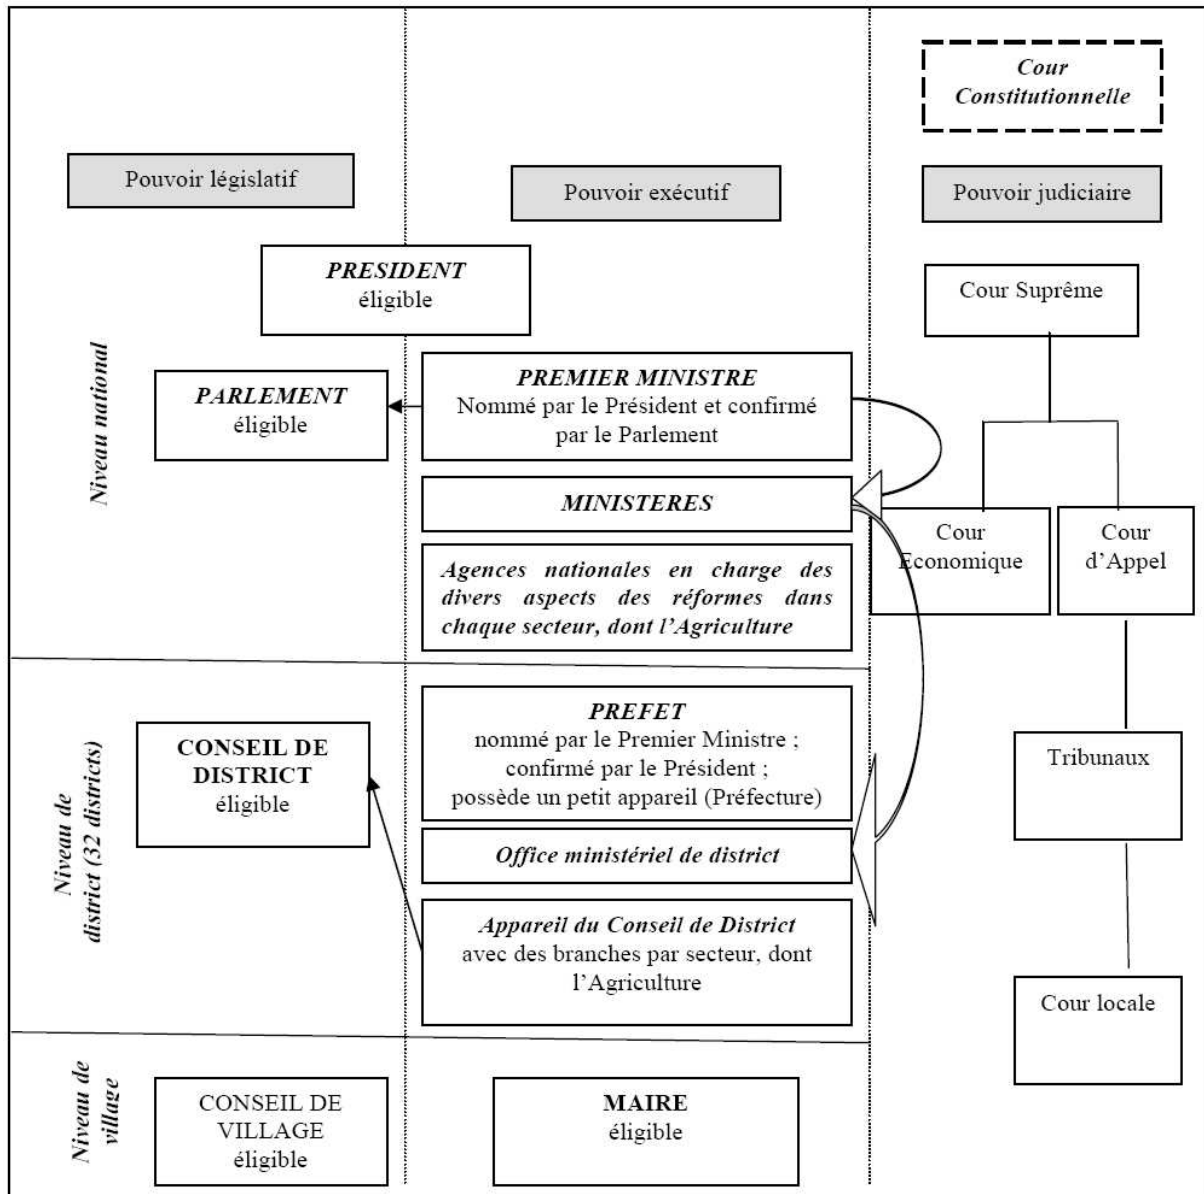 Cour
Constitutionnelle
Pouvoir législatif
Pouvoir exécutif
Pouvoir judiciaire
Niveau national
PRESIDENT
éligible
Cour Suprême
PARLEMENT
éligible
PREMIER MINISTRE
Nommé par le Président et confirmé
par le Parlement
MINISTERES
Agences nationales en charge des
divers aspects des réformes dans
chaque secteur, dont l'Agriculture
Cour
Economique
Cour
d'Appel
Niveau de
district (32 districts)
CONSEIL DE
DISTRICT
éligible
PREFET
nommé par le Premier Ministre ;
confirmé par le Président ;
possède un petit appareil (Préfecture)
Office ministériel de district
Appareil du Conseil de District
avec des branches par secteur, dont
l'Agriculture
Tribunaux
Cour locale
Niveau de
village
CONSEIL DE
VILLAGE
éligible
MAIRE
éligible